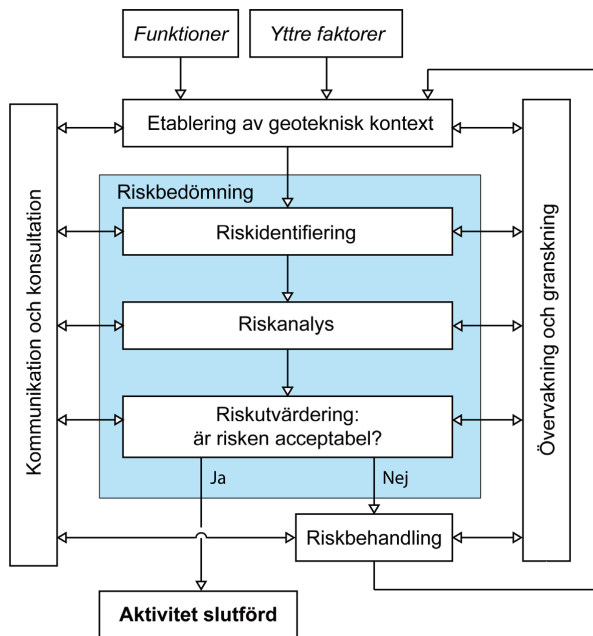 Funktioner
Yttre faktorer
Etablering av geoteknisk kontext
Kommunikation och konsultation
Övervakning och granskning
Riskbedömning
Riskidentifiering
Riskanalys
Riskutvärdering:
är risken acceptabel?
Ja
Nej
Riskbehandling
Aktivitet slutförd